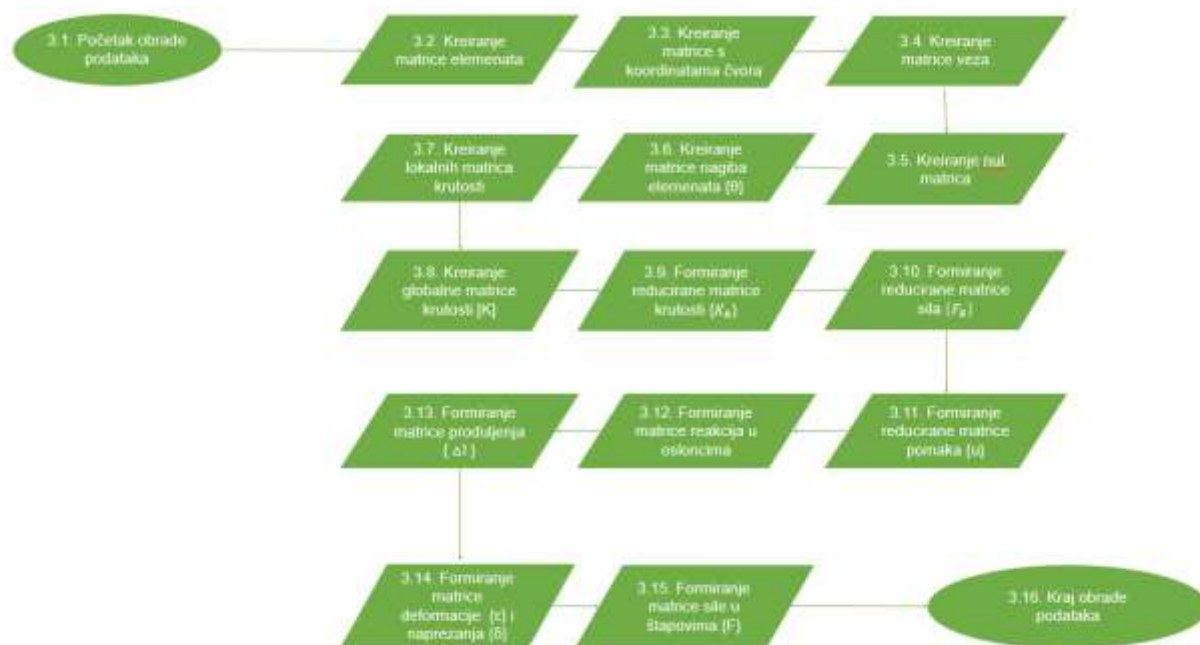 3.1. Početak obrade
podataka
3.2. Kreiranje
matrice elemenata
3.3. Kreiranje
matrice s
koordinatama čvora
3.4. Kreiranje
matrice veza
3.5. Kreiranje nul
matrica
3.6. Kreiranje
matrice nagiba
elemenata {θ}
3.7. Kreiranje
lokalnih matrica
krutosti
3.8. Kreiranje
globalne matrice
krutosti [K]
3.9. Formiranje
reducirane matrice
krutosti {K_R}
3.10. Formiranje
reducirane matrice
sila {F_R}
3.11. Formiranje
reducirane matrice
pomaka {u}
3.12. Formiranje
matrice reakcija u
osloncima
3.13. Formiranje
matrice produljenja
{ Δl }
3.14. Formiranje
matrice
deformacije {ε} i
naprezanja {δ}
3.15. Formiranje
matrice sile u
štapovima {F}
3.16. Kraj obrade
podataka